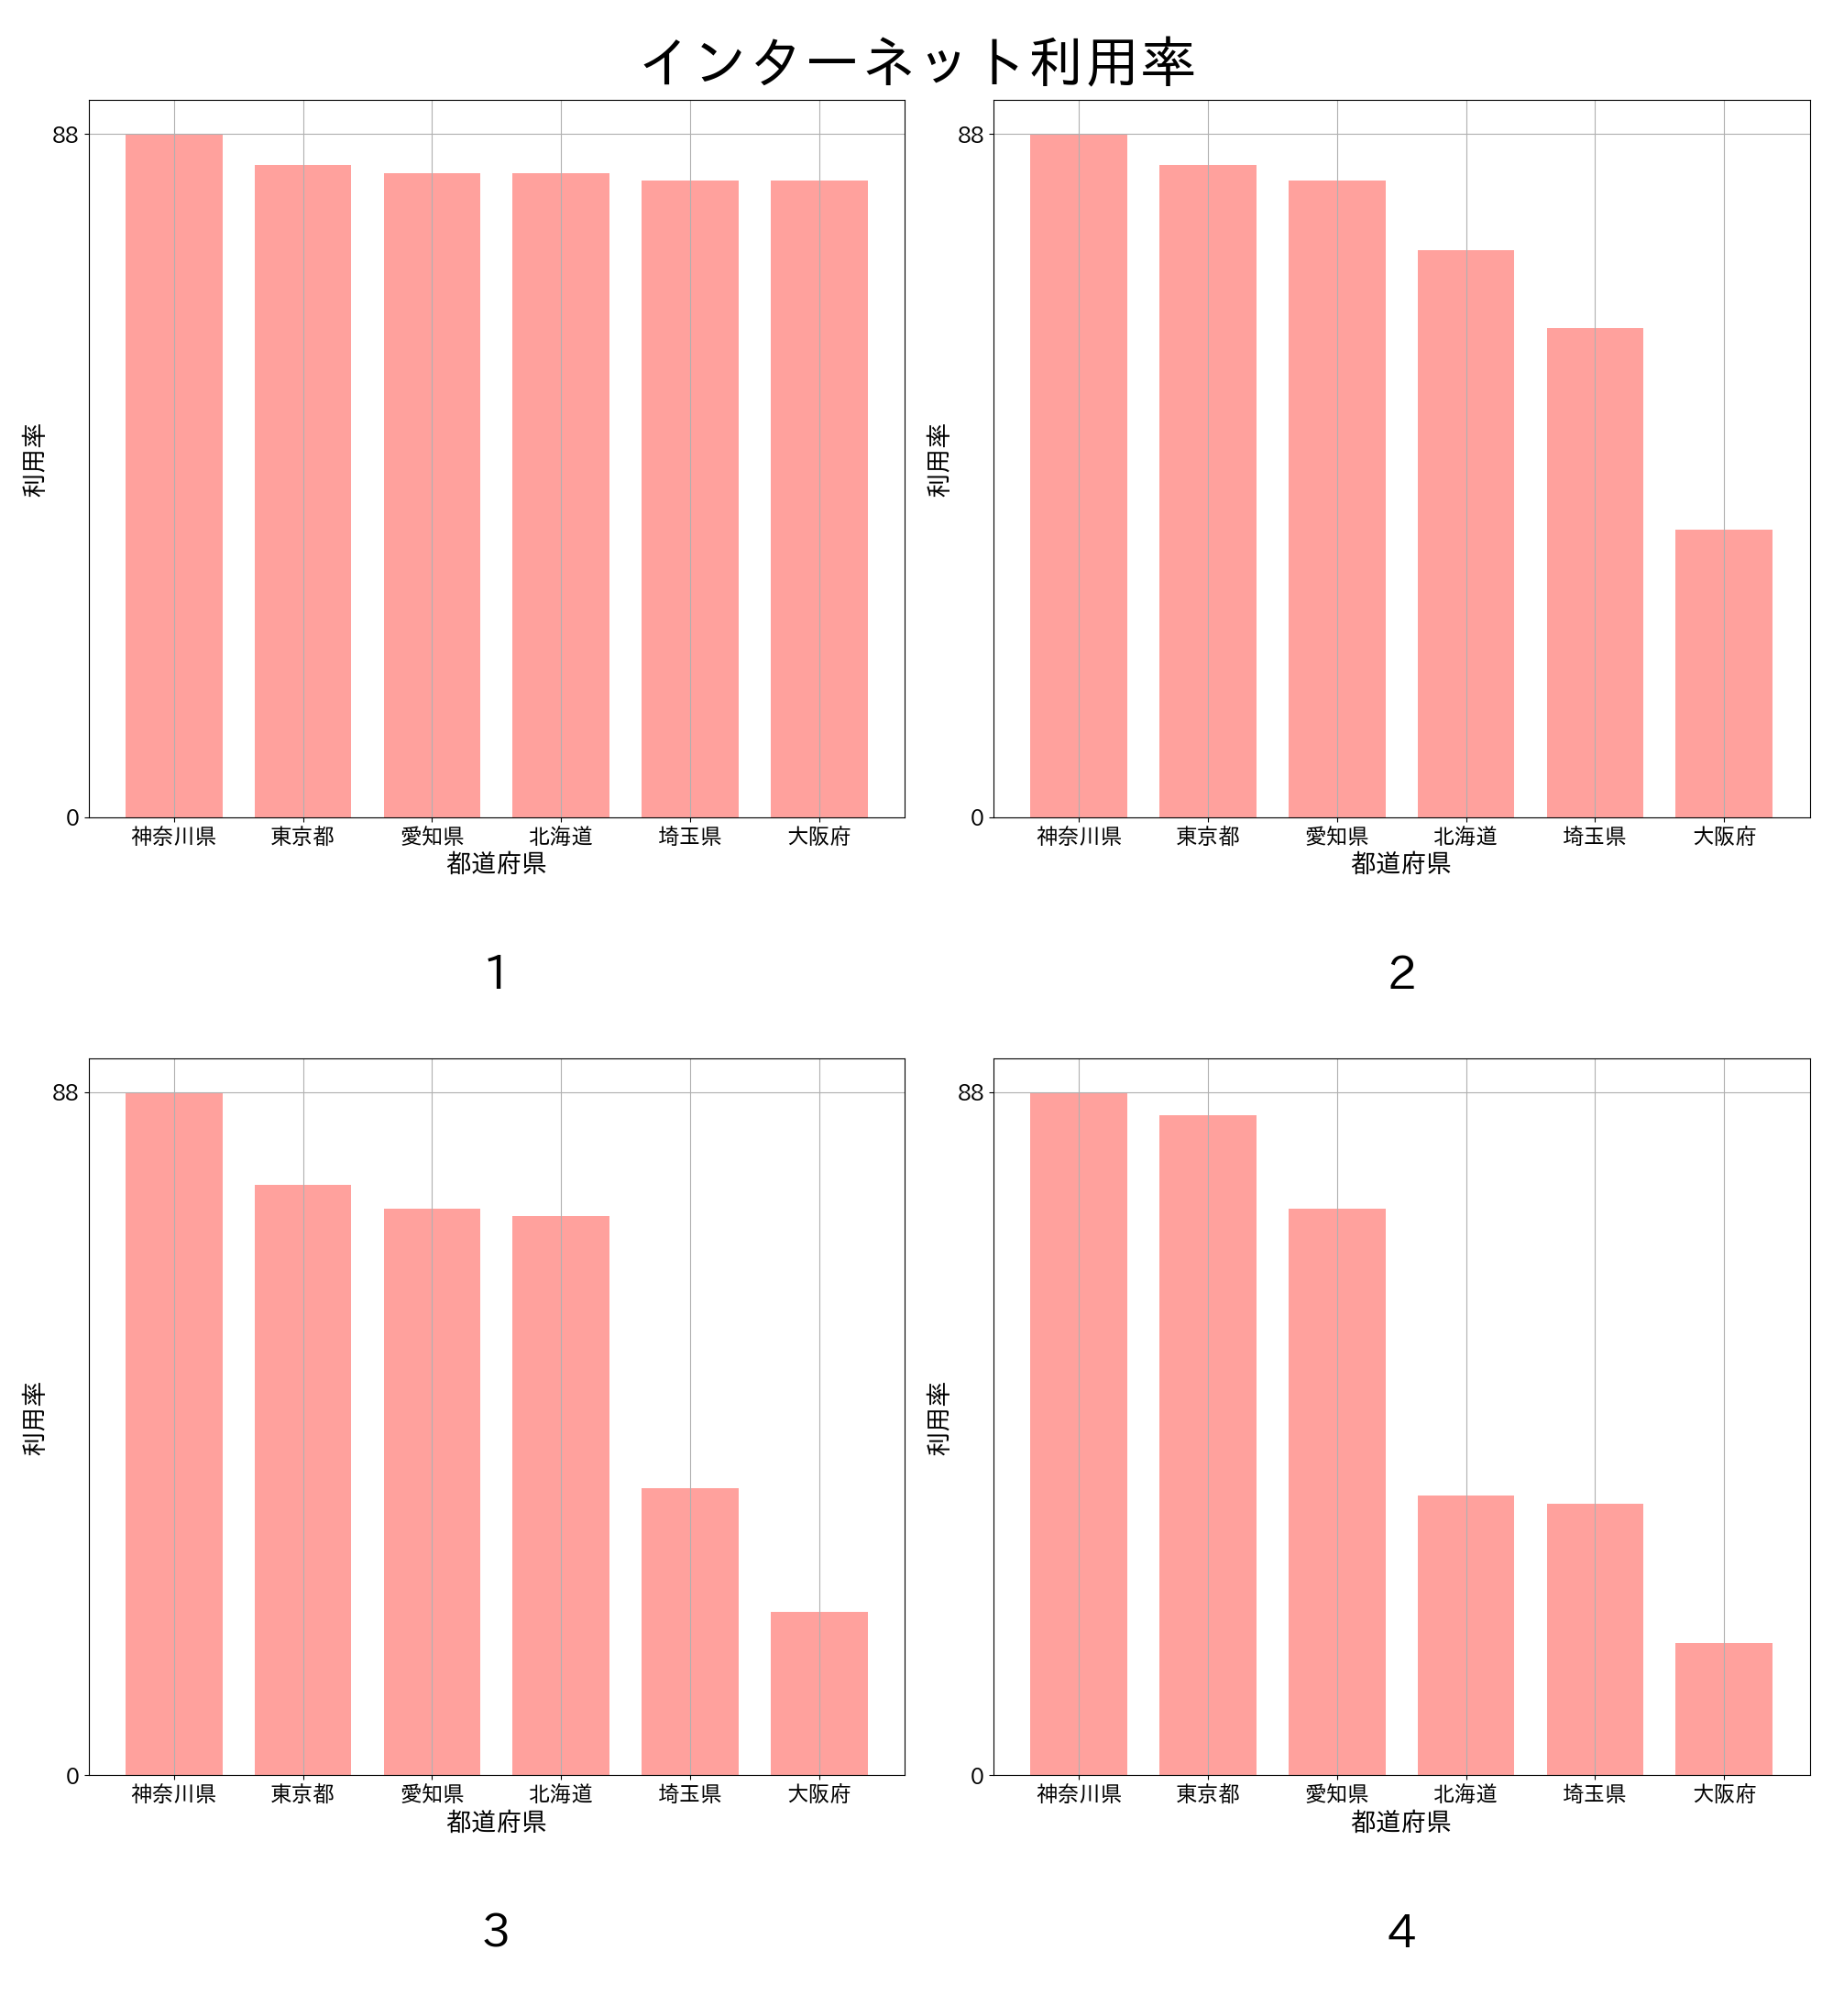 インターネット利用率
88
0
利用率
神奈川県 東京都 愛知県 北海道 埼玉県 大阪府
都道府県
1
88
0
利用率
神奈川県 東京都 愛知県 北海道 埼玉県 大阪府
都道府県
2
88
0
利用率
神奈川県 東京都 愛知県 北海道 埼玉県 大阪府
都道府県
3
88
0
利用率
神奈川県 東京都 愛知県 北海道 埼玉県 大阪府
都道府県
4